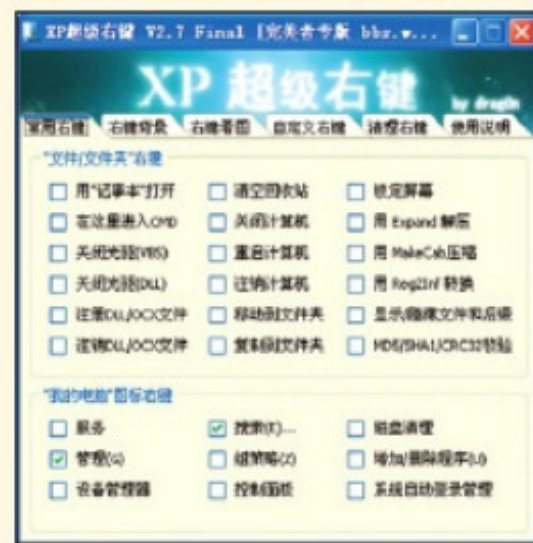 XP超级右键 V2.7 Final [完美者专版 bbs.w...
XP 超级右键
by dragOn
常用右键 右键背景 右键看图 自定义右键 清理右键 使用说明
"文件/文件夹"右键
用"记事本"打开 清空回收站 锁定屏幕
在这里进入CMD 关闭计算机 用 Expand 解压
关闭光驱(VBS) 重启计算机 用 MakeCab压缩
关闭光驱(DLL) 注销计算机 用 Reg2Inf 转换
注册DLL/OCX文件 移动到文件夹 显示/隐藏文件和后缀
注销DLL/OCX文件 复制到文件夹 MD5/SHA1/CRC32校验
"我的电脑"图标右键
服务 搜索(E)... 磁盘清理
管理(G) 组策略(Z) 增加/删除程序(U)
设备管理器 控制面板 系统自动登录管理